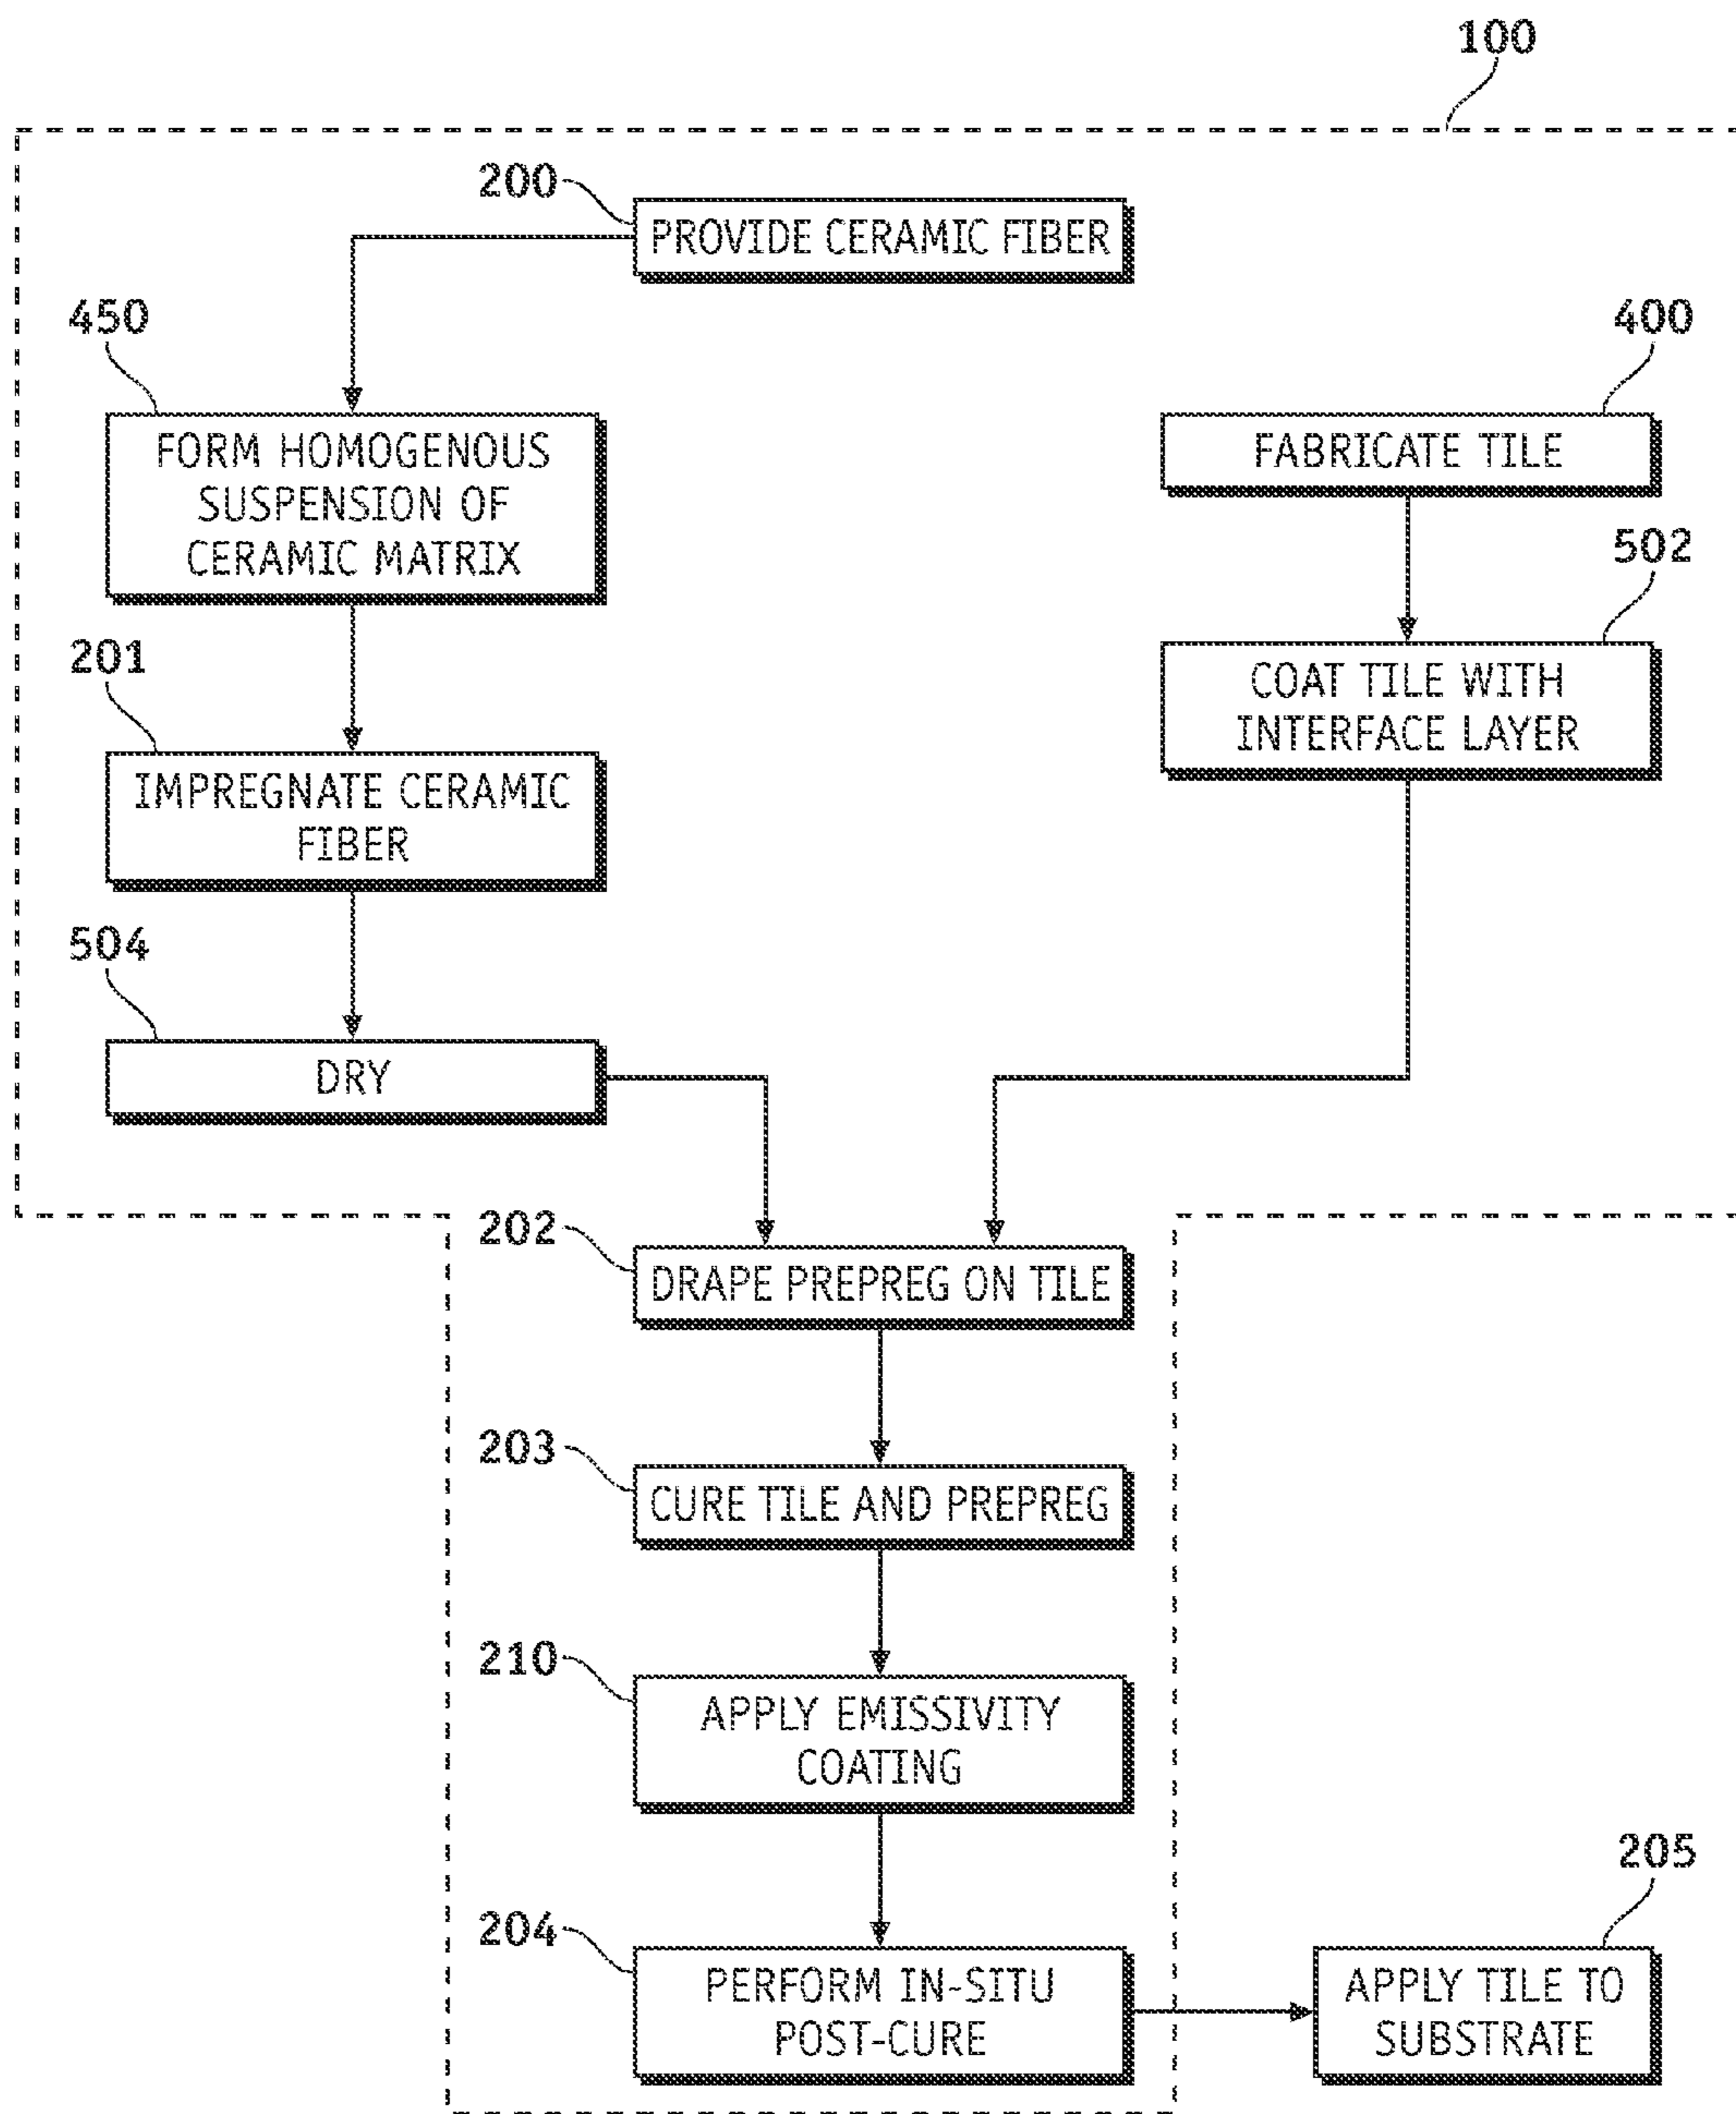 100
200
PROVIDE CERAMIC FIBER
450
FORM HOMOGENOUS
SUSPENSION OF
CERAMIC MATRIX
400
FABRICATE TILE
502
COAT TILE WITH
INTERFACE LAYER
201
IMPREGNATE CERAMIC
FIBER
504
DRY
202
DRAPE PREPREG ON TILE
203
CURE TILE AND PREPREG
210
APPLY EMISSIVITY
COATING
204
PERFORM IN-SITU
POST-CURE
205
APPLY TILE TO
SUBSTRATE